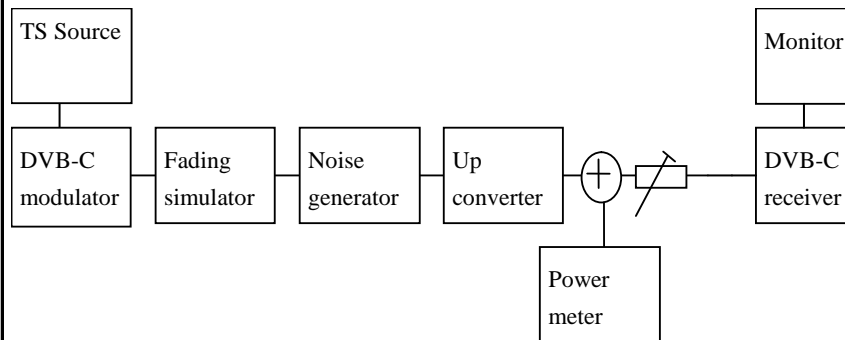 TS Source
Monitor
DVB-C
modulator
Fading
simulator
Noise
generator
Up
converter
DVB-C
receiver
Power
meter